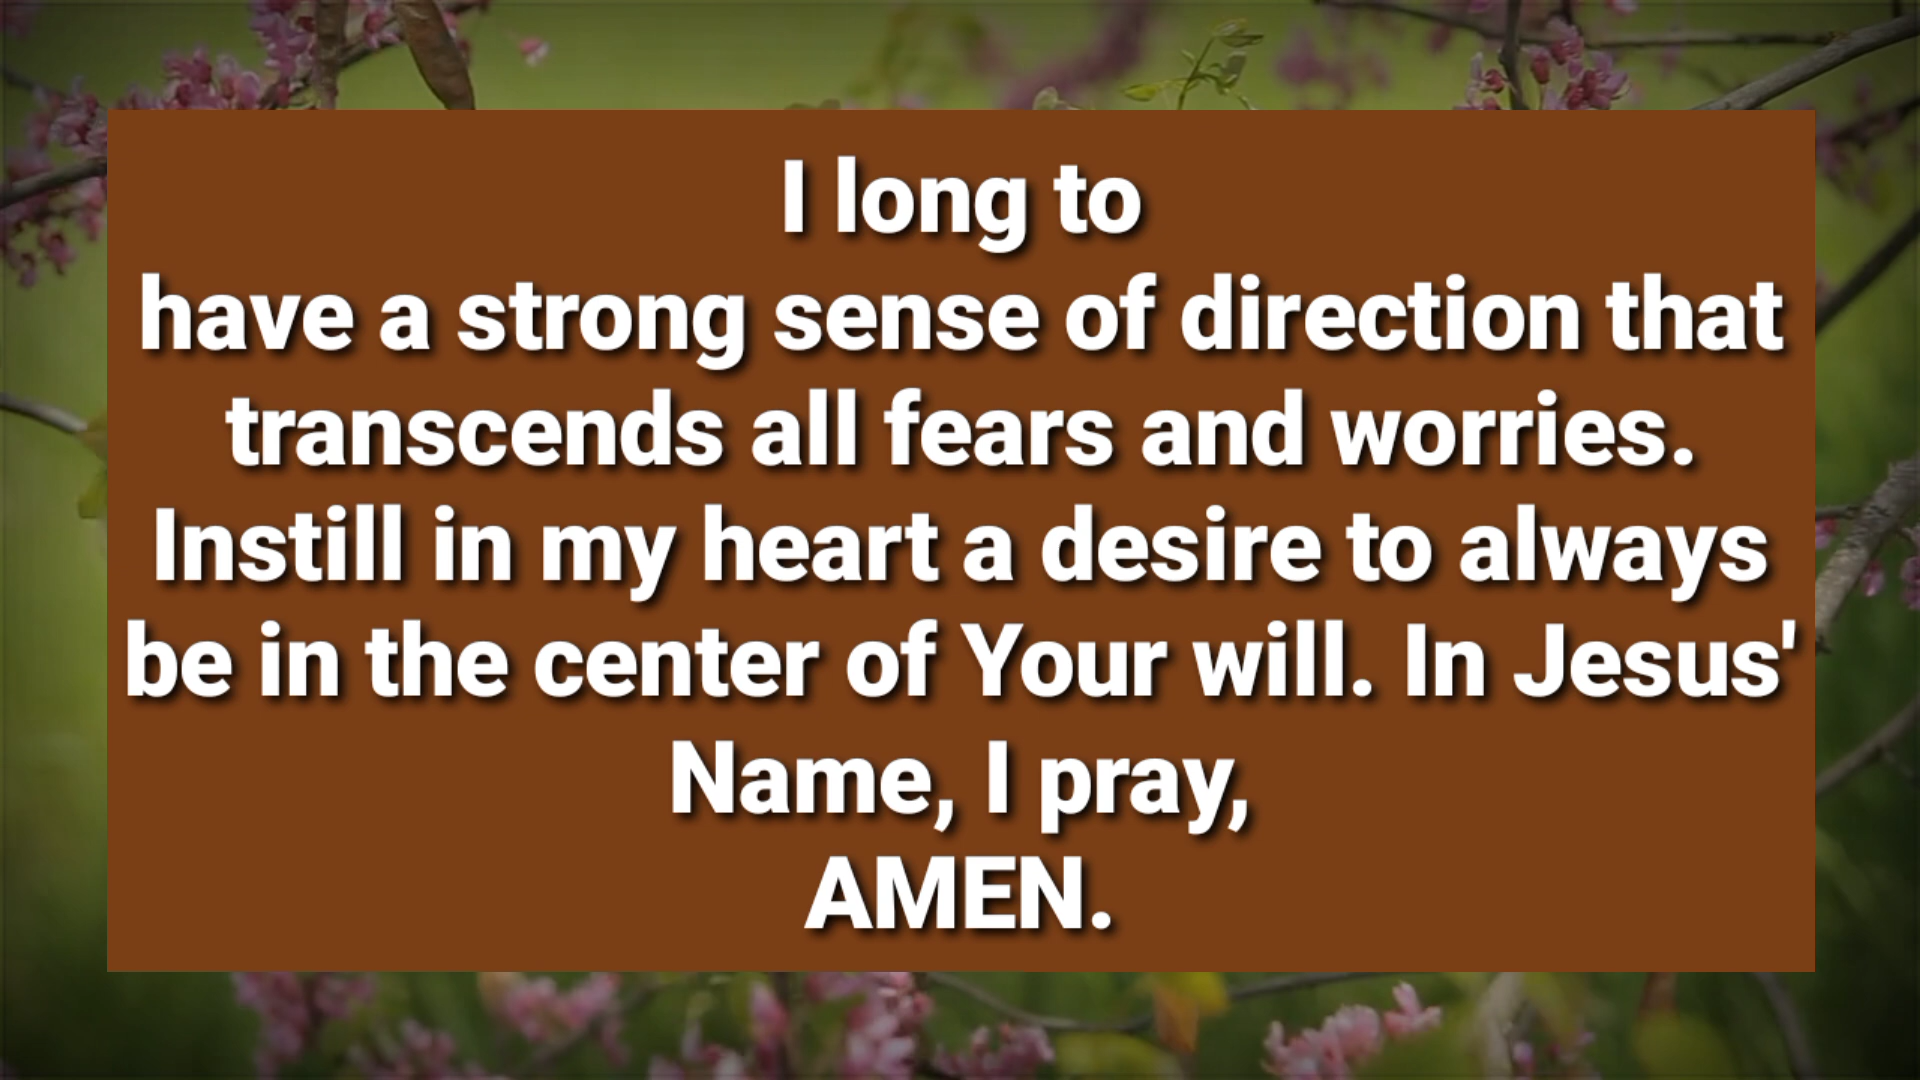 I long to
have a strong sense of direction that
transcends all fears and worries.
Instill in my heart a desire to always
be in the center of Your will. In Jesus'
Name, I pray,
AMEN.